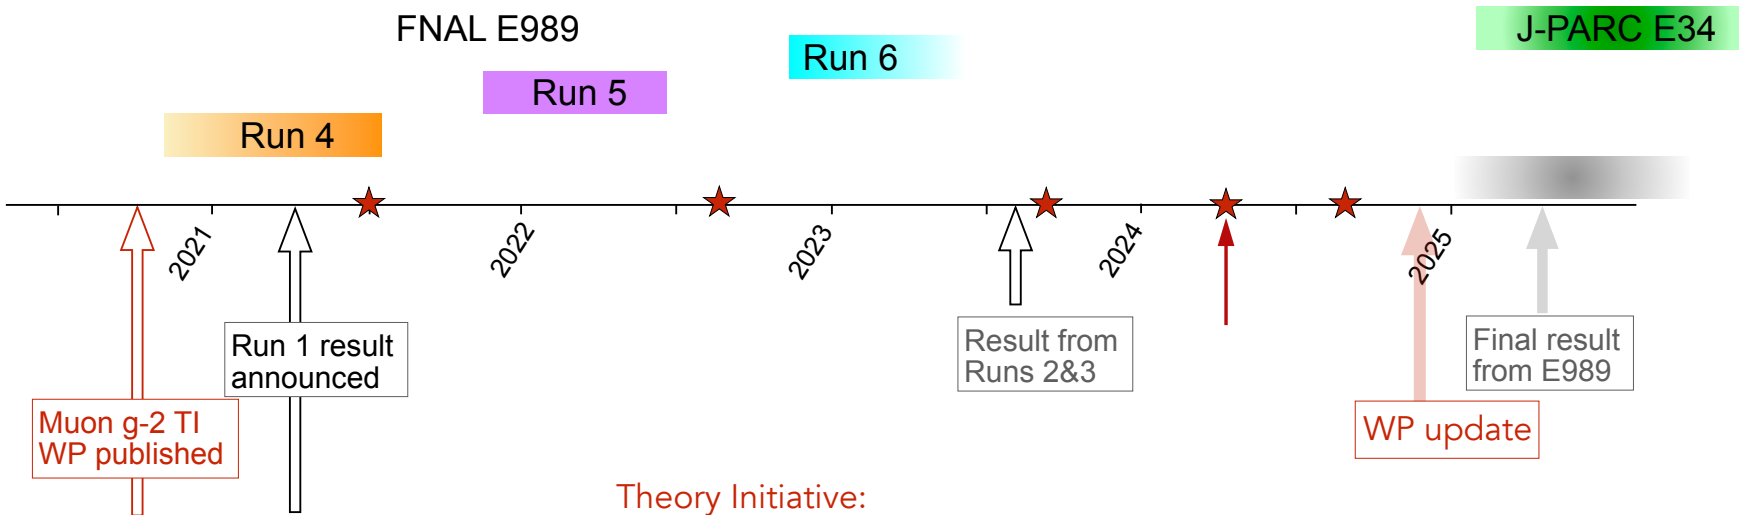 FNAL E989
J-PARC E34
Run 6
Run 5
Run 4
2021
2022
2023
2024
2025
Run 1 result
announced
Result from
Runs 2&3
Final result
from E989
Muon g-2 TI
WP published
WP update
Theory Initiative: